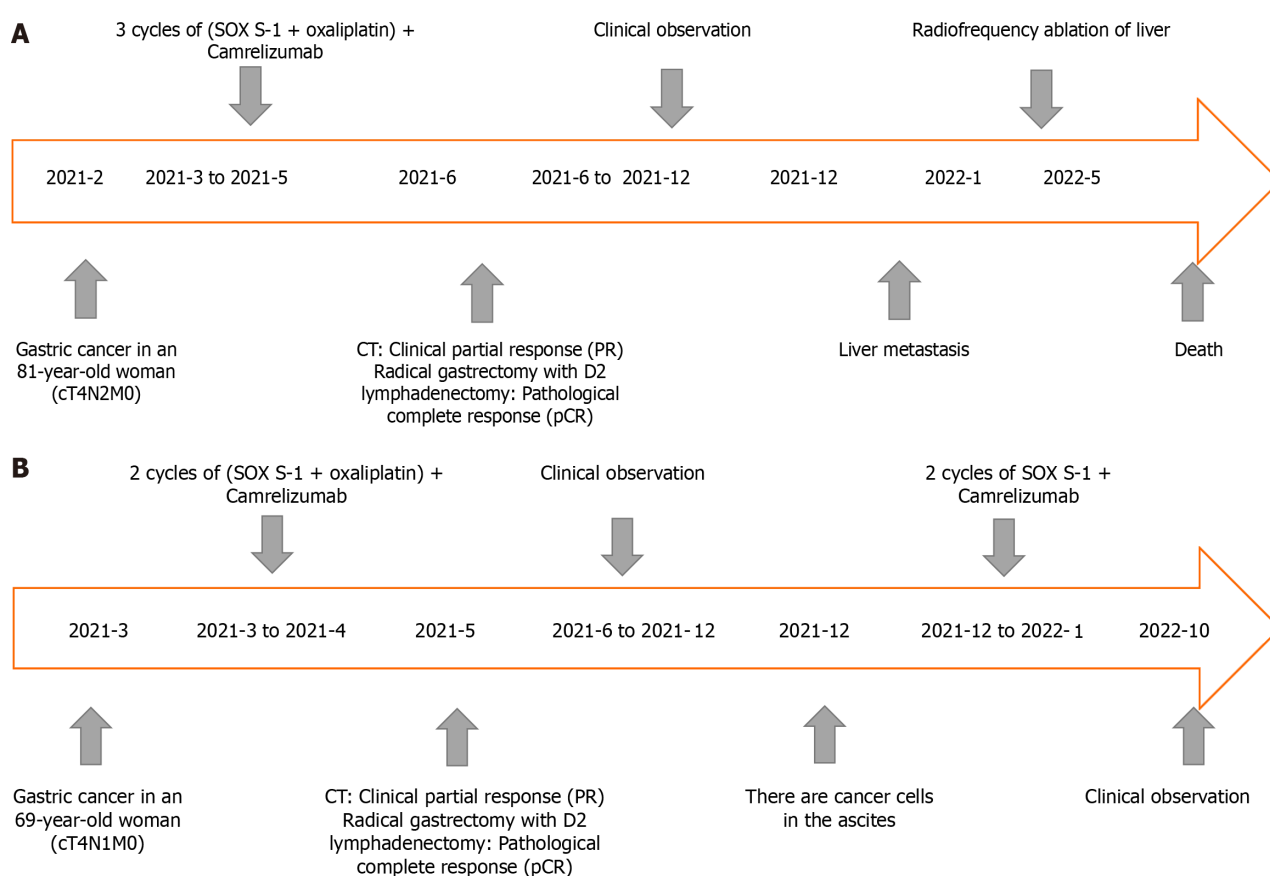 A
3 cycles of (SOX S-1 + oxaliplatin) +
Camrelizumab
Clinical observation
Radiofrequency ablation of liver
2021-2
2021-3 to 2021-5
2021-6
2021-6 to 2021-12
2021-12
2022-1
2022-5
Gastric cancer in an
81-year-old woman
(cT4N2M0)
CT: Clinical partial response (PR)
Radical gastrectomy with D2
lymphadenectomy: Pathological
complete response (pCR)
Liver metastasis
Death
B
2 cycles of (SOX S-1 + oxaliplatin) +
Camrelizumab
Clinical observation
2 cycles of SOX S-1 +
Camrelizumab
2021-3
2021-3 to 2021-4
2021-5
2021-6 to 2021-12
2021-12
2021-12 to 2022-1
2022-10
Gastric cancer in an
69-year-old woman
(cT4N1M0)
CT: Clinical partial response (PR)
Radical gastrectomy with D2
lymphadenectomy: Pathological
complete response (pCR)
There are cancer cells
in the ascites
Clinical observation